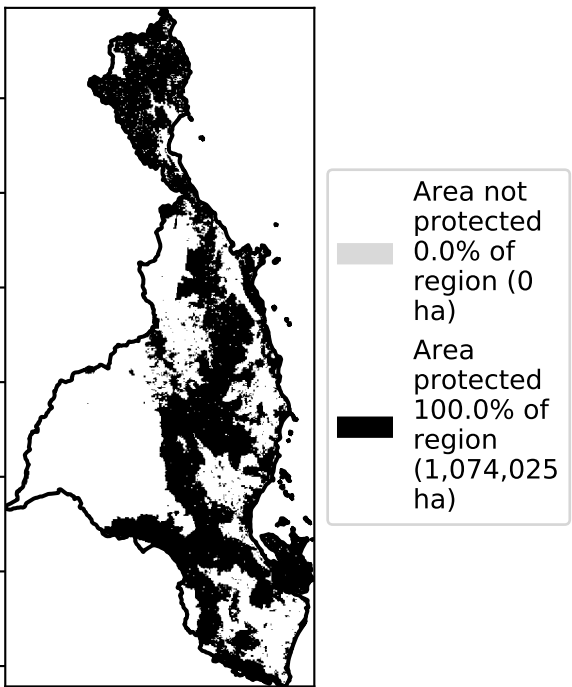 Area not
protected
0.0% of
region (0
ha)
Area
protected
100.0% of
region
(1,074,025
ha)